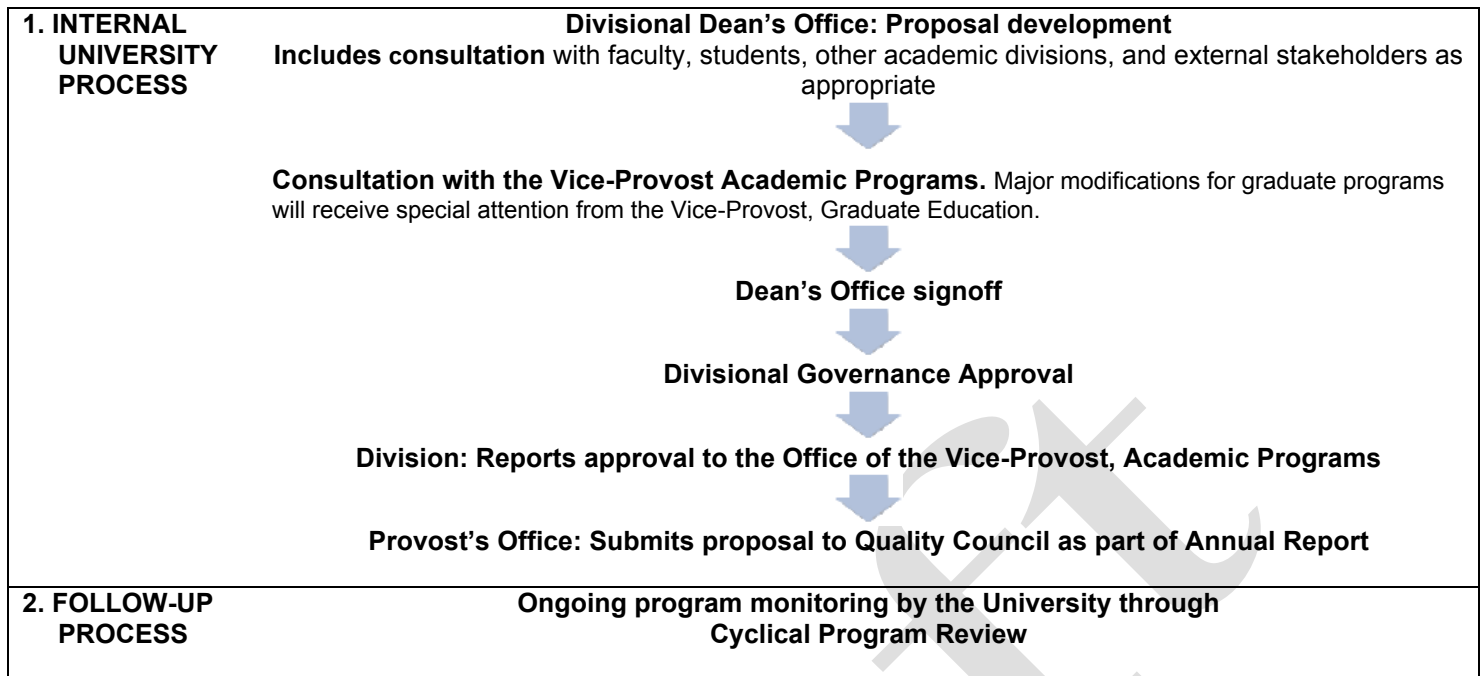 1. INTERNAL
UNIVERSITY
PROCESS
Divisional Dean’s Office: Proposal development
Includes consultation with faculty, students, other academic divisions, and external stakeholders as
appropriate
Consultation with the Vice-Provost Academic Programs. Major modifications for graduate programs
will receive special attention from the Vice-Provost, Graduate Education.
Dean’s Office signoff
Divisional Governance Approval
Division: Reports approval to the Office of the Vice-Provost, Academic Programs
Provost’s Office: Submits proposal to Quality Council as part of Annual Report
2. FOLLOW-UP
PROCESS
Ongoing program monitoring by the University through
Cyclical Program Review